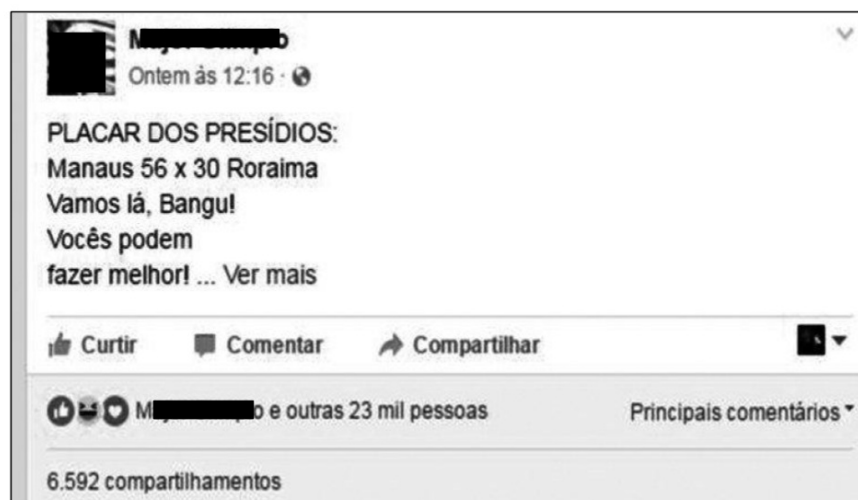 Ontem às 12:16
PLACAR DOS PRESÍDIOS:
Manaus 56 x 30 Roraima
Vamos lá, Bangu!
Vocês podem
fazer melhor! ... Ver mais
Curtir Comentar Compartilhar
e outras 23 mil pessoas Principais comentários
6.592 compartilhamentos